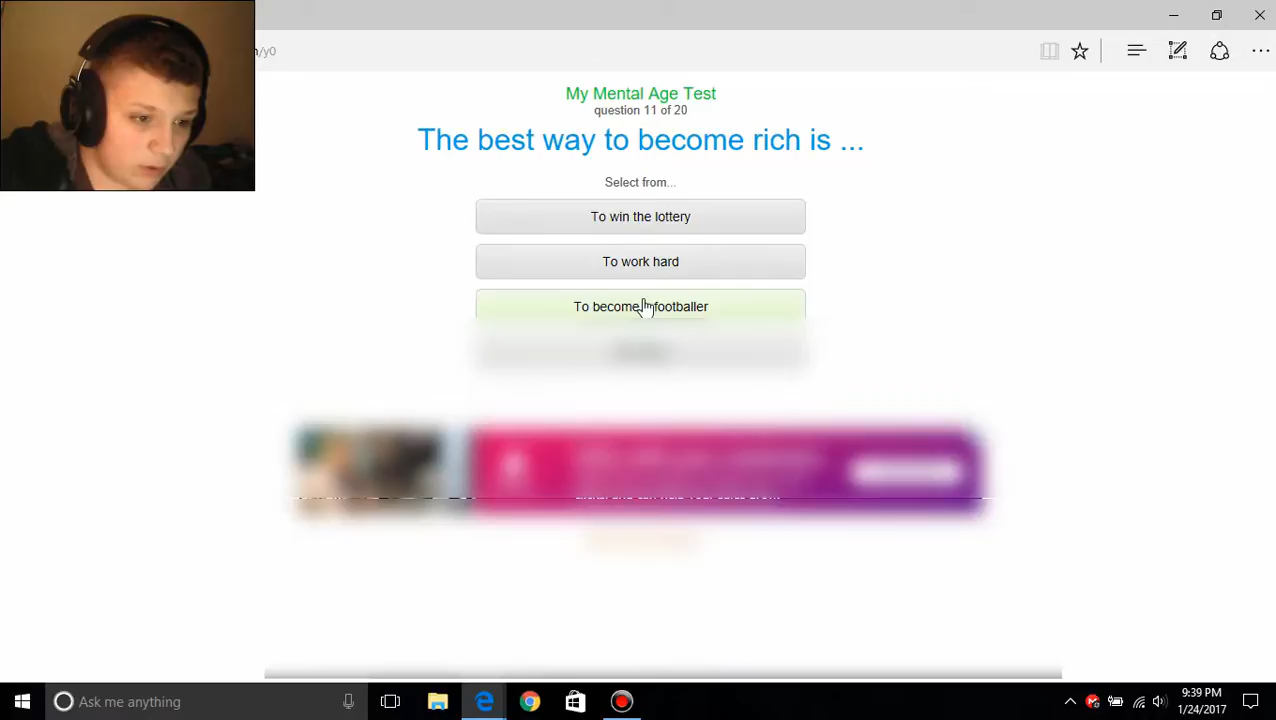 n/y0
My Mental Age Test
question 11 of 20
The best way to become rich is ...
Select from...
To win the lottery
To work hard
To become footballer
Ask me anything
9:39 PM
1/24/2017